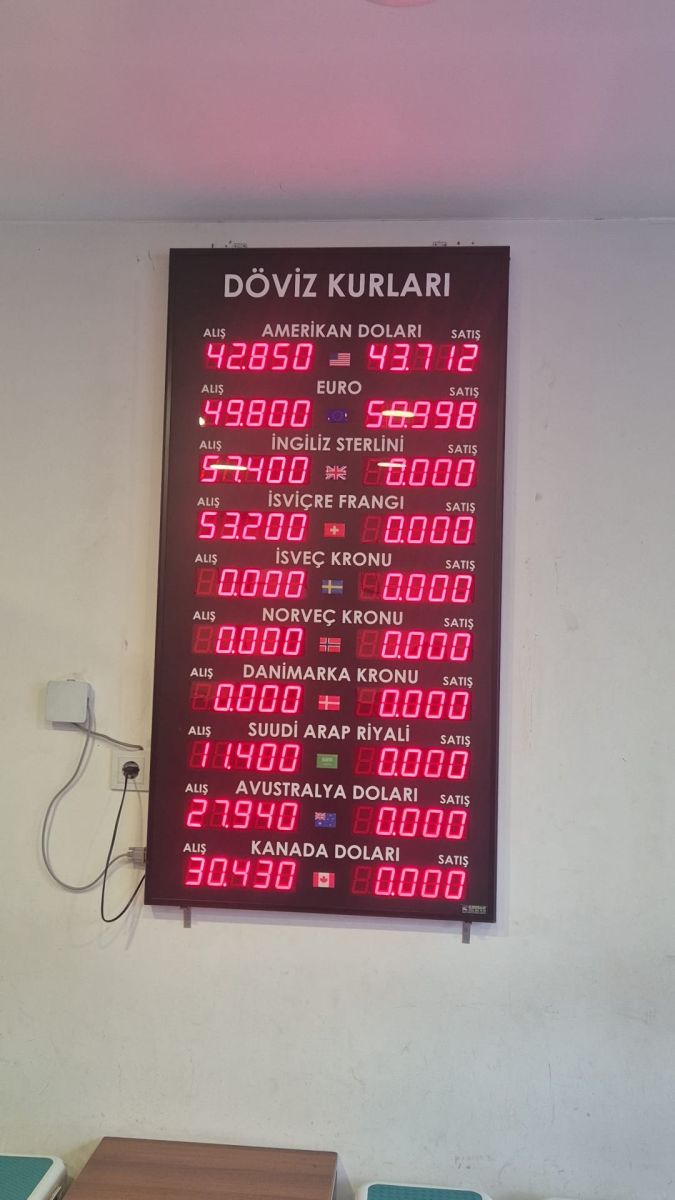 DÖVİZ KURLARI
ALIŞ AMERİKAN DOLARI SATIŞ
42.850 43.712
ALIŞ EURO SATIŞ
49.800 50.998
ALIŞ İNGİLİZ STERLİNİ SATIŞ
57.400 0.000
ALIŞ İSVİÇRE FRANGI SATIŞ
53.200 0.000
ALIŞ İSVEÇ KRONU SATIŞ
0.000 0.000
ALIŞ NORVEÇ KRONU SATIŞ
0.000 0.000
ALIŞ DANİMARKA KRONU SATIŞ
0.000 0.000
ALIŞ SUUDİ ARAP RİYALİ SATIŞ
11.400 0.000
ALIŞ AVUSTRALYA DOLARI SATIŞ
27.940 0.000
ALIŞ KANADA DOLARI SATIŞ
30.430 0.000